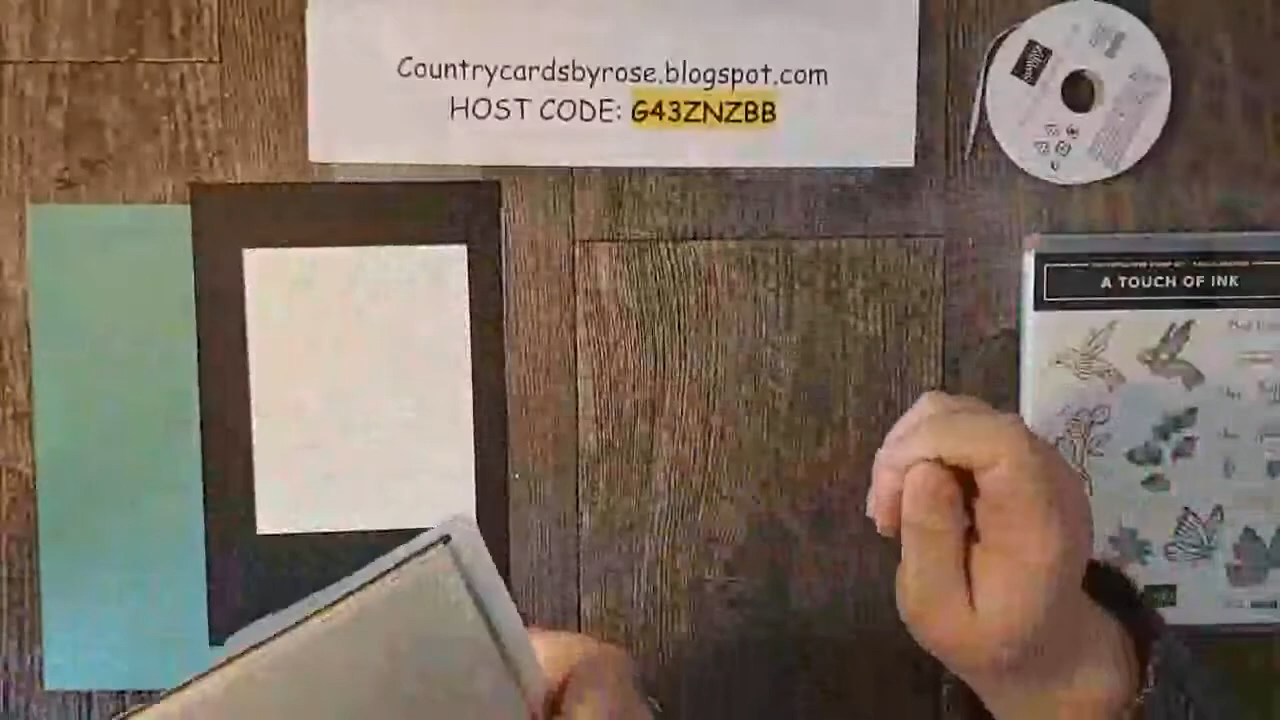 Countrycardsbyrose.blogspot.com
HOST CODE: G43ZNZBB
A TOUCH OF INK